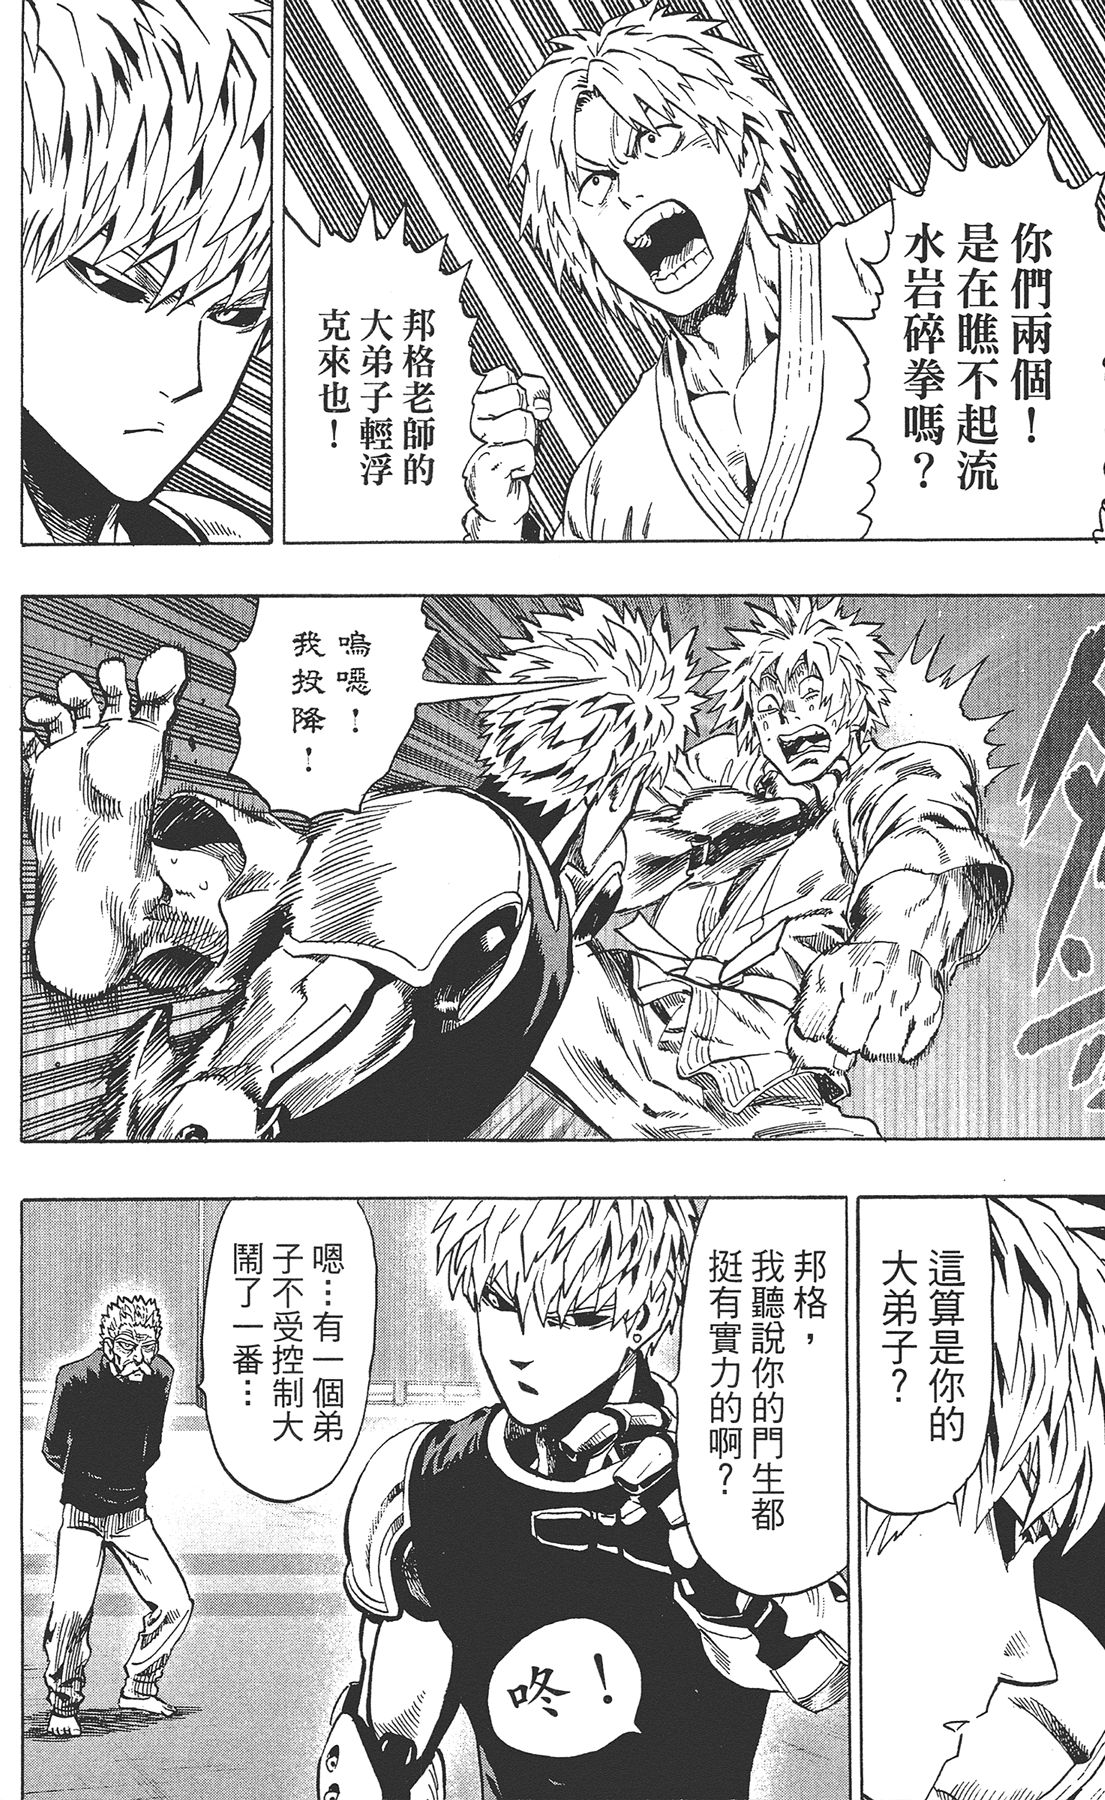 你們兩個！
是在瞧不起流
水岩碎拳嗎？
邦格老師的
大弟子輕浮
克來也！
嗚噁！
我投降！
這算是你的
大弟子？
邦格，
我聽說你的門生都
挺有實力的啊？
咚！
嗯…有一個弟
子不受控制大
鬧了一番…